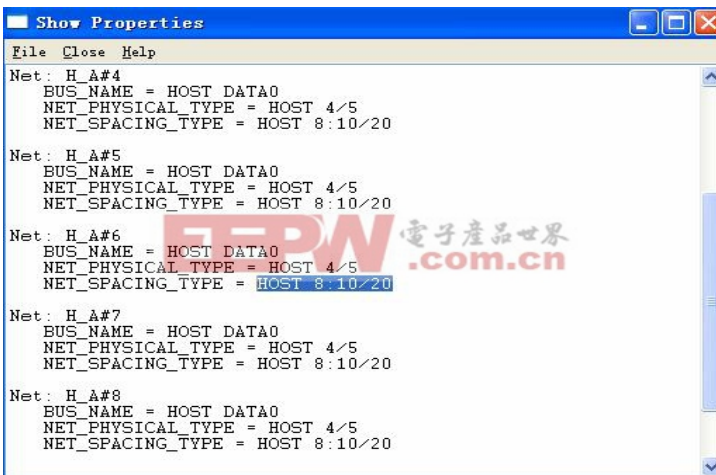 Show Properties
File Close Help
Net: H_A#4
BUS_NAME = HOST DATA0
NET_PHYSICAL_TYPE = HOST 4/5
NET_SPACING_TYPE = HOST 8:10/20
Net: H_A#5
BUS_NAME = HOST DATA0
NET_PHYSICAL_TYPE = HOST 4/5
NET_SPACING_TYPE = HOST 8:10/20
Net: H_A#6
BUS_NAME = HOST DATA0
NET_PHYSICAL_TYPE = HOST 4/5
NET_SPACING_TYPE = HOST 8:10/20
EEPW 電子產品世界
.com.cn
Net: H_A#7
BUS_NAME = HOST DATA0
NET_PHYSICAL_TYPE = HOST 4/5
NET_SPACING_TYPE = HOST 8:10/20
Net: H_A#8
BUS_NAME = HOST DATA0
NET_PHYSICAL_TYPE = HOST 4/5
NET_SPACING_TYPE = HOST 8:10/20